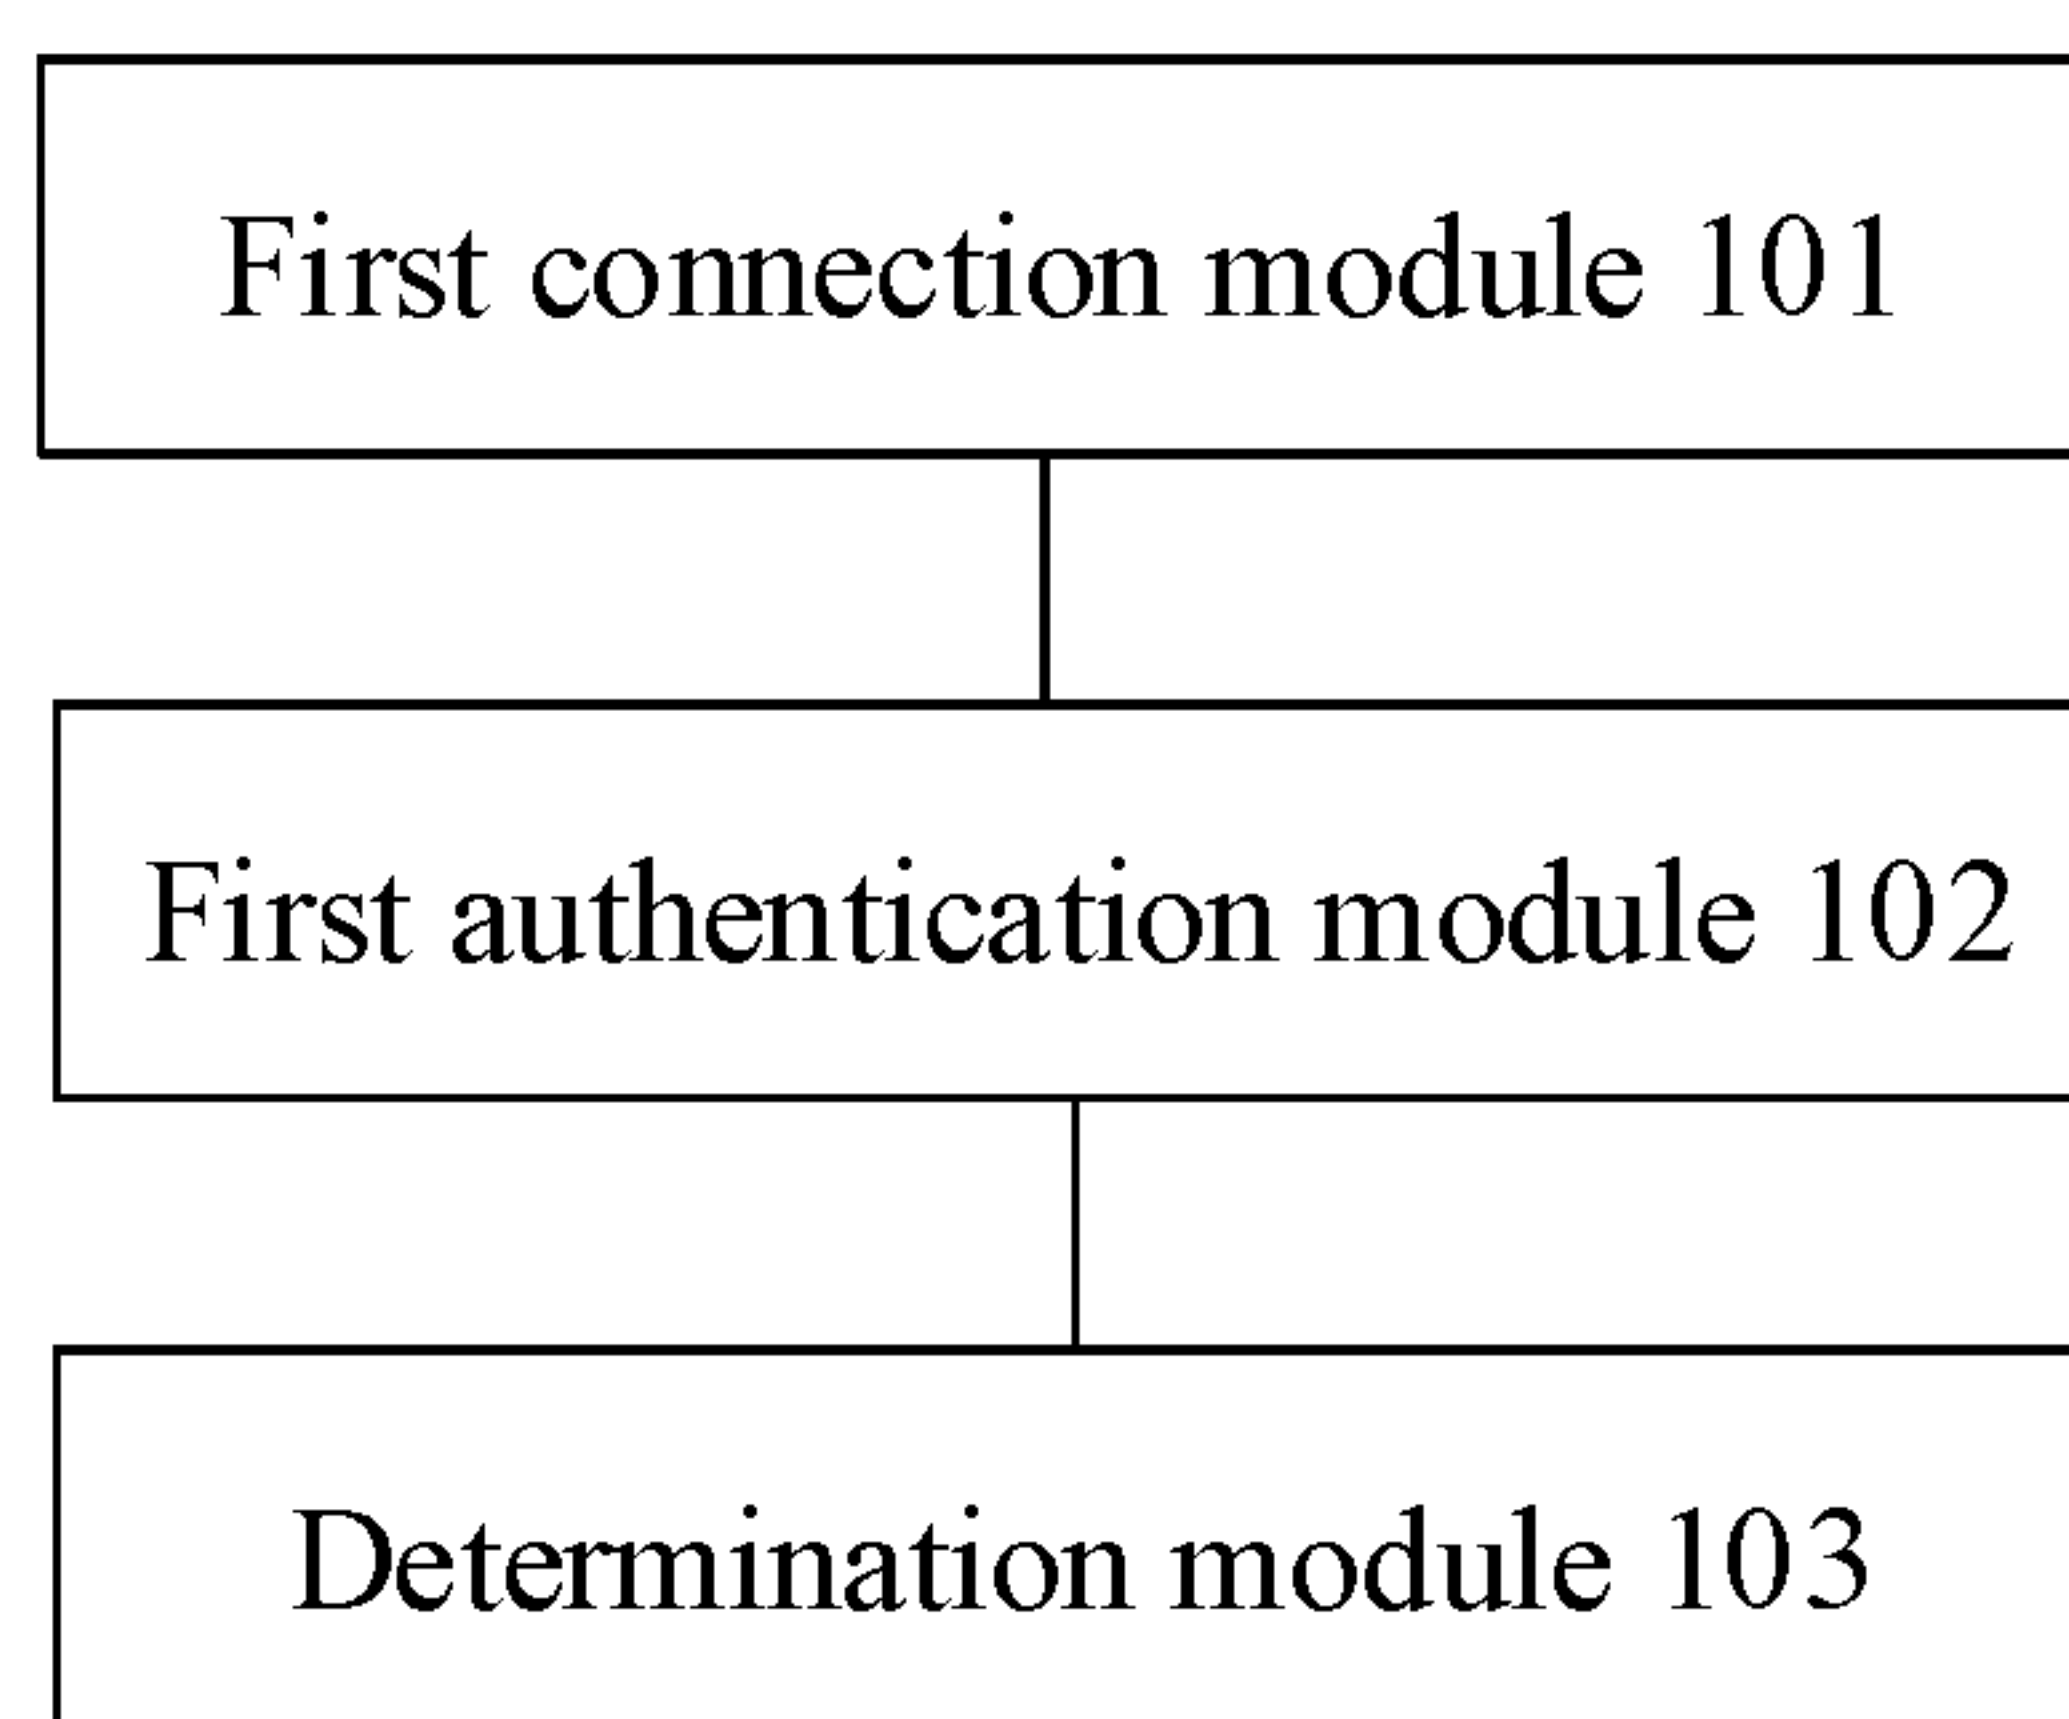 First connection module 101
First authentication module 102
Determination module 103